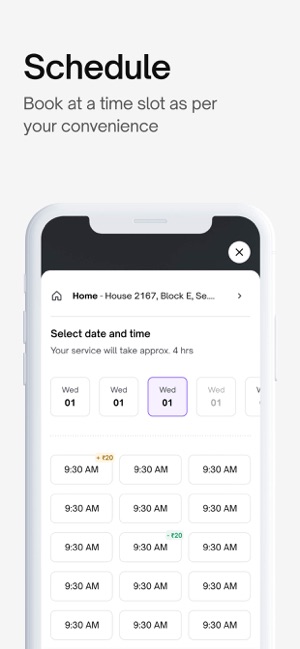 Schedule
Book at a time slot as per
your convenience
Home - House 2167, Block E, Se....
Select date and time
Your service will take approx. 4 hrs
Wed Wed Wed Wed
01 01 01 01
+ ₹20
9:30 AM 9:30 AM 9:30 AM
9:30 AM 9:30 AM 9:30 AM
- ₹20
9:30 AM 9:30 AM 9:30 AM
9:30 AM 9:30 AM 9:30 AM
9:30 AM 9:30 AM 9:30 AM